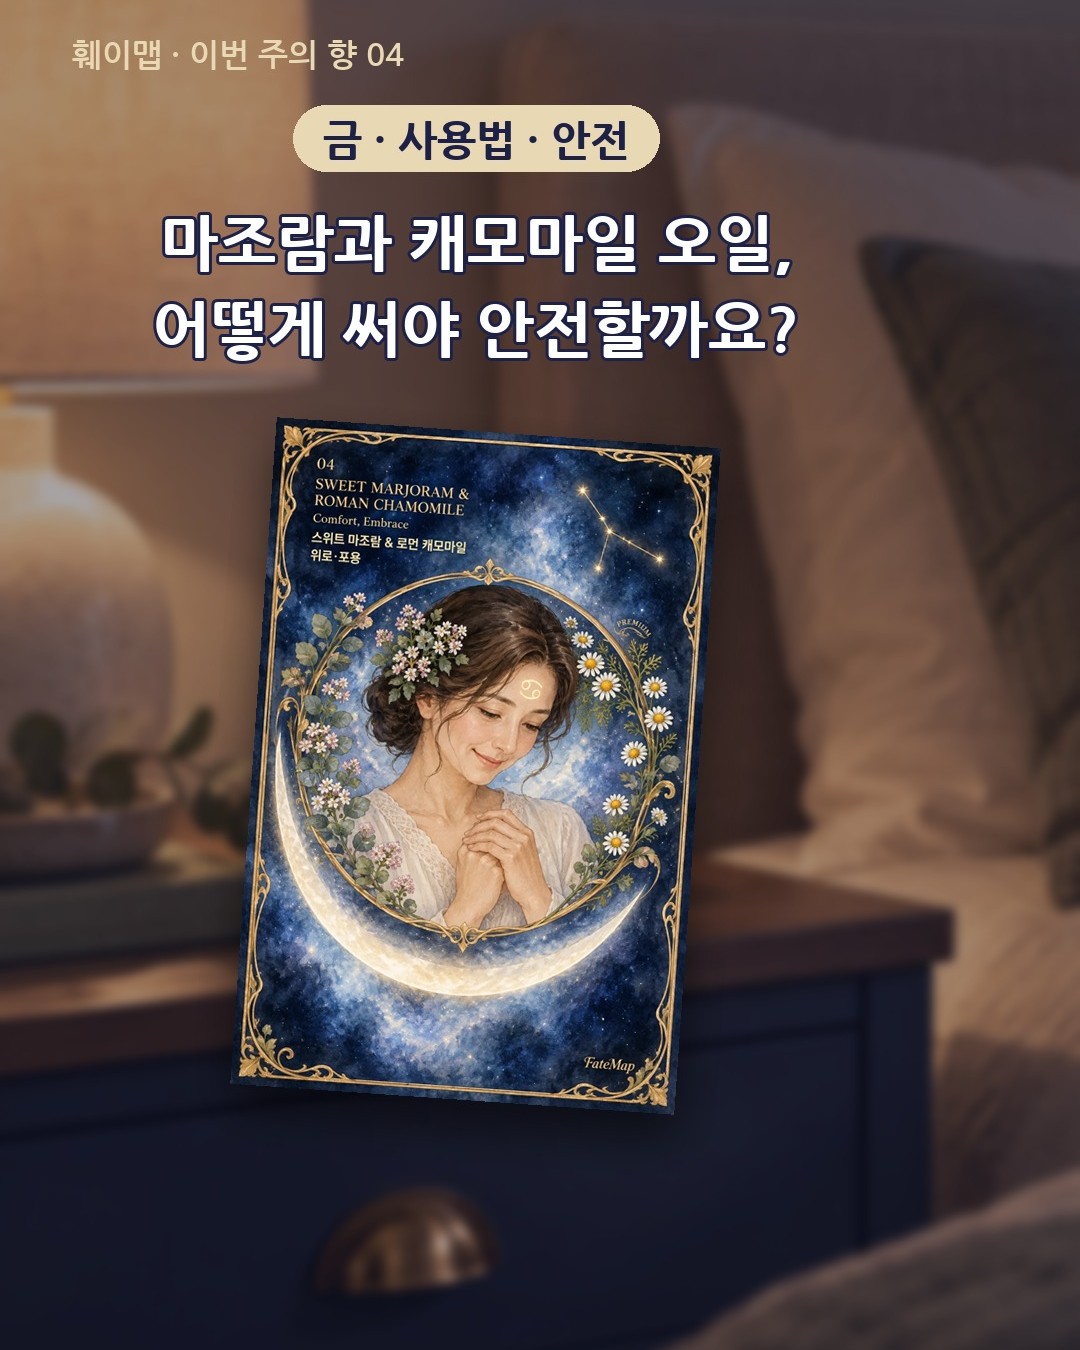 훼이맵 · 이번 주의 향 04
금 · 사용법 · 안전
마조람과 캐모마일 오일,
어떻게 써야 안전할까요?
04
SWEET MARJORAM &
ROMAN CHAMOMILE
Comfort, Embrace
스위트 마조람 & 로먼 캐모마일
위로·포용
PREMIUM
FateMap